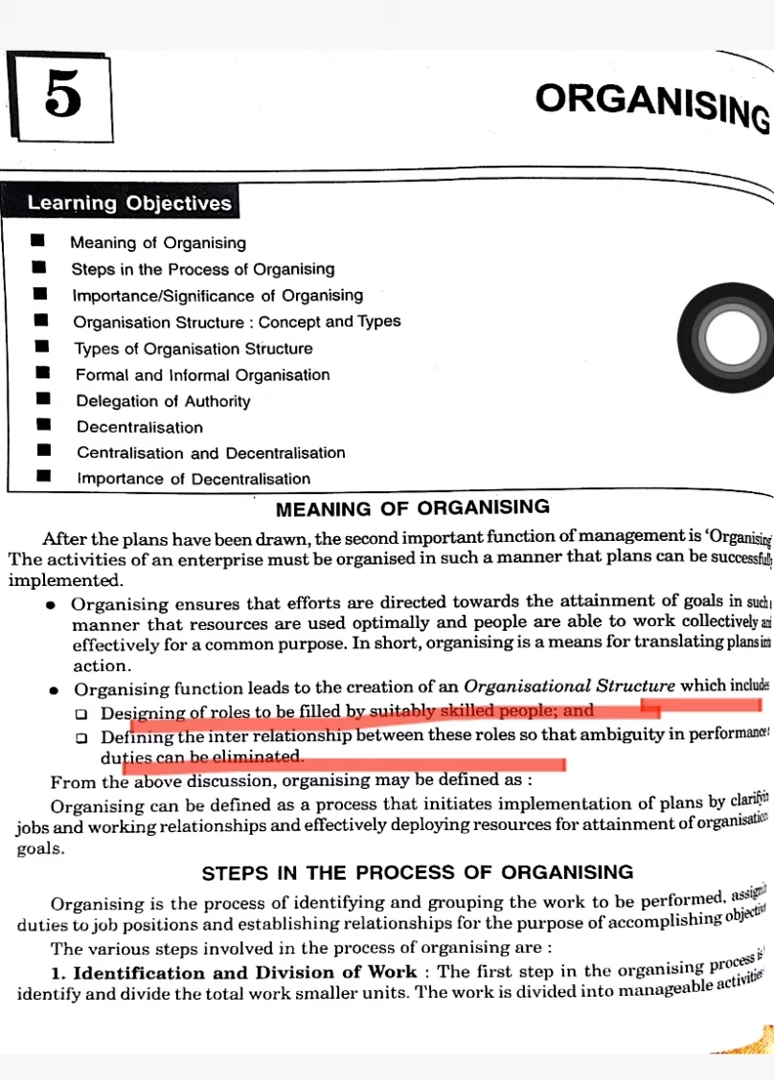 5
ORGANISING
Learning Objectives
Meaning of Organising
Steps in the Process of Organising
Importance/Significance of Organising
Organisation Structure : Concept and Types
Types of Organisation Structure
Formal and Informal Organisation
Delegation of Authority
Decentralisation
Centralisation and Decentralisation
Importance of Decentralisation
MEANING OF ORGANISING
After the plans have been drawn, the second important function of management is ‘Organising
The activities of an enterprise must be organised in such a manner that plans can be successfully
implemented.
• Organising ensures that efforts are directed towards the attainment of goals in such
manner that resources are used optimally and people are able to work collectively and
effectively for a common purpose. In short, organising is a means for translating plans into
action.
• Organising function leads to the creation of an Organisational Structure which includes
❑ Designing of roles to be filled by suitably skilled people; and
❑ Defining the inter relationship between these roles so that ambiguity in performance
duties can be eliminated.
From the above discussion, organising may be defined as :
Organising can be defined as a process that initiates implementation of plans by clarifyin
jobs and working relationships and effectively deploying resources for attainment of organisation
goals.
STEPS IN THE PROCESS OF ORGANISING
Organising is the process of identifying and grouping the work to be performed, assigni
duties to job positions and establishing relationships for the purpose of accomplishing objectiv
The various steps involved in the process of organising are :
1. Identification and Division of Work : The first step in the organising process is
identify and divide the total work smaller units. The work is divided into manageable activitie